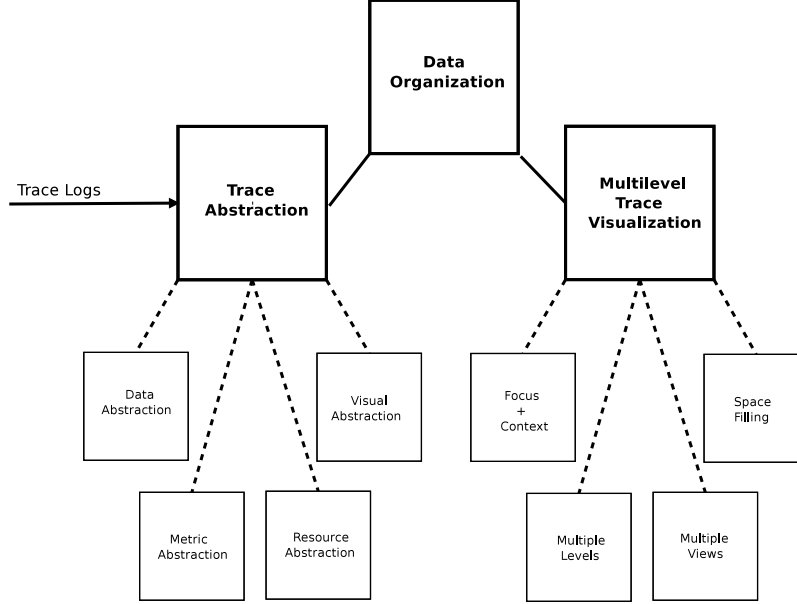 Data
Organization
Trace Logs
Trace
Abstraction
Multilevel
Trace
Visualization
Data
Abstraction
Visual
Abstraction
Focus
+
Context
Space
Filling
Metric
Abstraction
Resource
Abstraction
Multiple
Levels
Multiple
Views